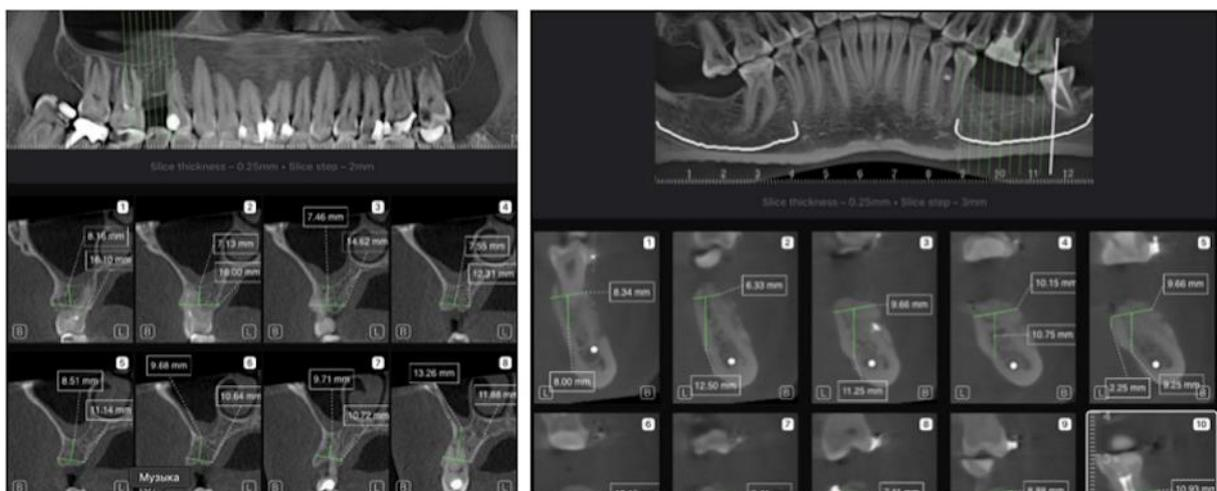 Slice thickness – 0.25mm • Slice step – 2mm
1
8.16 mm
16.10 mm
B
L
2
7.13 mm
16.00 mm
B
L
3
7.46 mm
14.62 mm
B
L
4
7.55 mm
12.31 mm
B
L
5
8.51 mm
11.14 mm
B
6
9.68 mm
10.64 mm
L
7
9.71 mm
10.72 mm
B
L
8
13.26 mm
11.88 mm
B
L
Музыка
1 2 3 4 5 6 7 8 9 10 11 12
Slice thickness – 0.25mm • Slice step – 3mm
1
8.34 mm
8.00 mm
L
B
2
6.33 mm
12.50 mm
L
B
3
9.66 mm
11.25 mm
L
B
4
10.15 mm
10.75 mm
L
B
5
9.66 mm
2.25 mm
9.25 mm
L
B
6
7
8
9
10
10.93 mm